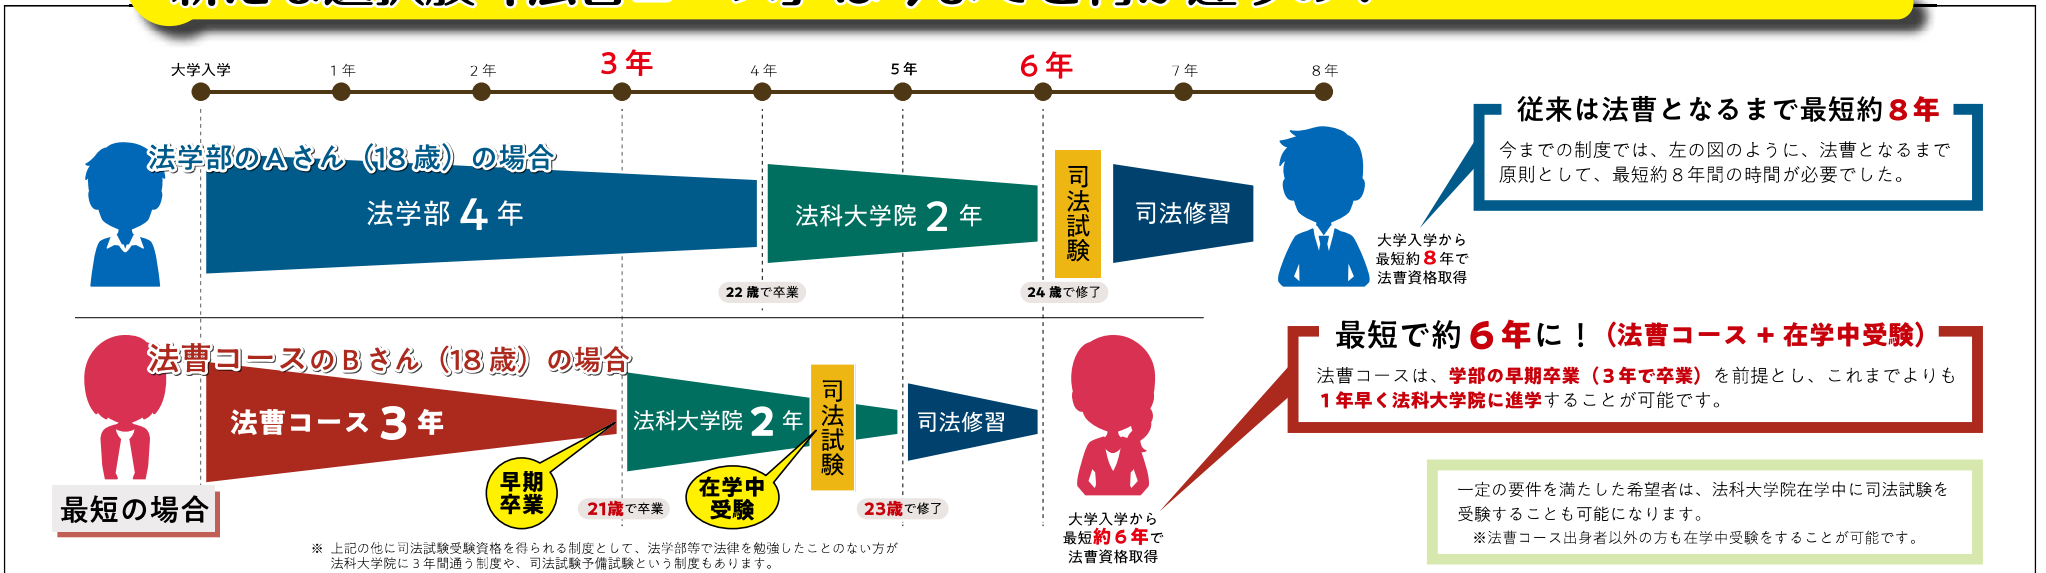 大学入学 1年 2年 3年 4年 5年 6年 7年 8年
法学部のAさん（18歳）の場合
法学部 4 年
法科大学院 2 年
司法試験
司法修習
22歳で卒業
24歳で修了
大学入学から
最短約8年で
法曹資格取得
従来は法曹となるまで最短約8年
今までの制度では、左の図のように、法曹となるまで
原則として、最短約8年間の時間が必要でした。
法曹コースのBさん（18歳）の場合
法曹コース 3 年
法科大学院 2 年
司法試験
司法修習
早期
卒業
在学中
受験
21歳で卒業
23歳で修了
最短の場合
大学入学から
最短約6年で
法曹資格取得
最短で約6年に！（法曹コース + 在学中受験）
法曹コースは、学部の早期卒業（3年で卒業）を前提とし、これまでよりも
1年早く法科大学院に進学することが可能です。
一定の要件を満たした希望者は、法科大学院在学中に司法試験を
受験することも可能になります。
※法曹コース出身者以外の方も在学中受験をすることが可能です。
※ 上記の他に司法試験受験資格を得られる制度として、法学部等で法律を勉強したことのない方が
法科大学院に3年間通う制度や、司法試験予備試験という制度もあります。